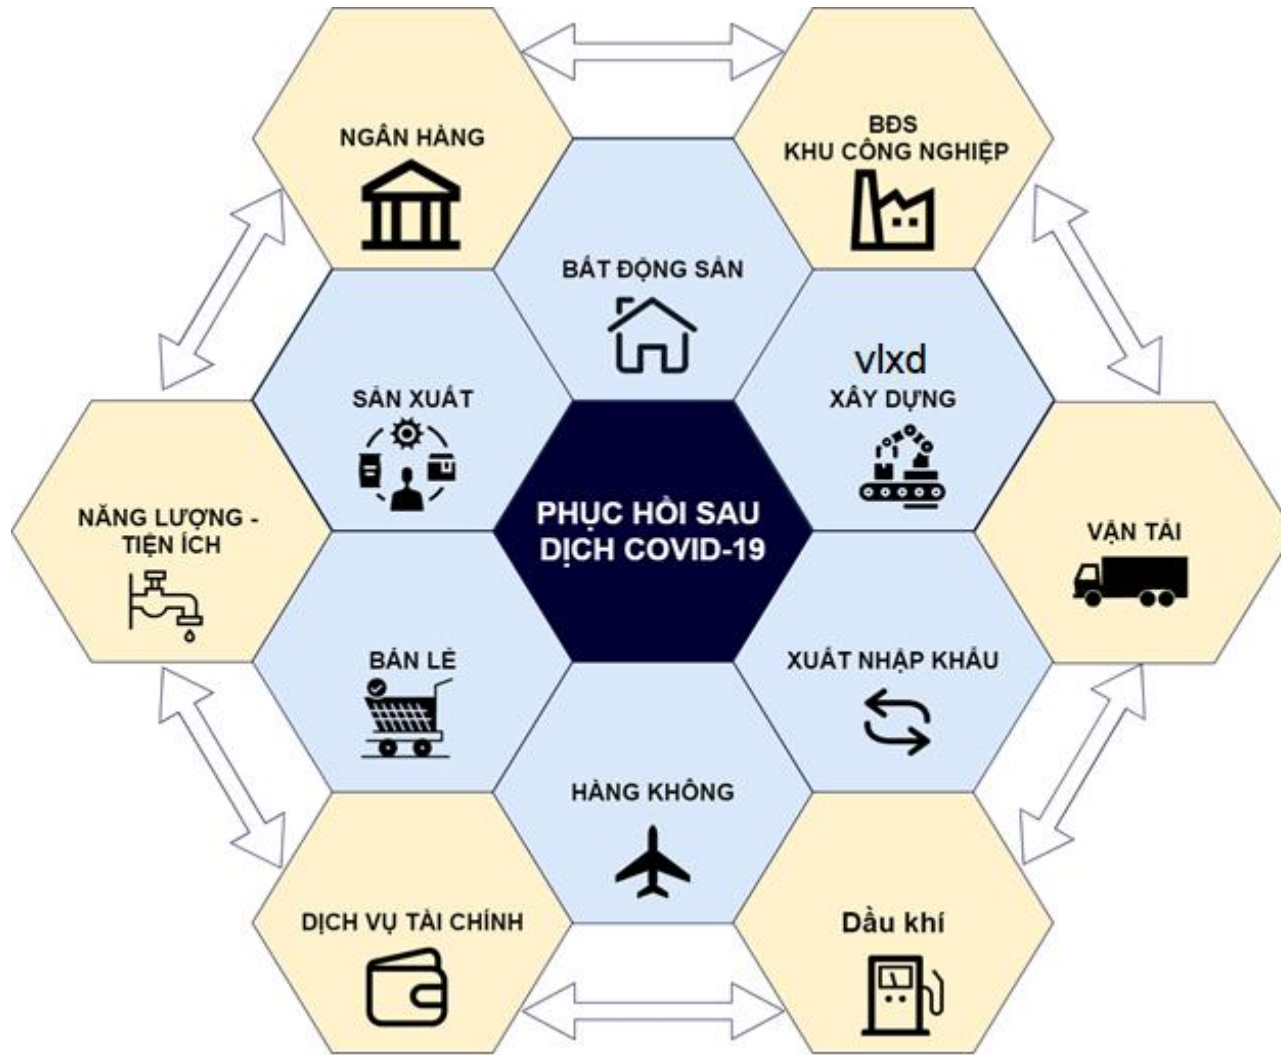 NGÂN HÀNG
BĐS
KHU CÔNG NGHIỆP
BẤT ĐỘNG SẢN
SẢN XUẤT
vlxd
XÂY DỰNG
NĂNG LƯỢNG -
TIỆN ÍCH
PHỤC HỒI SAU
DỊCH COVID-19
VẬN TẢI
BÁN LẺ
XUẤT NHẬP KHẨU
HÀNG KHÔNG
DỊCH VỤ TÀI CHÍNH
Dầu khí